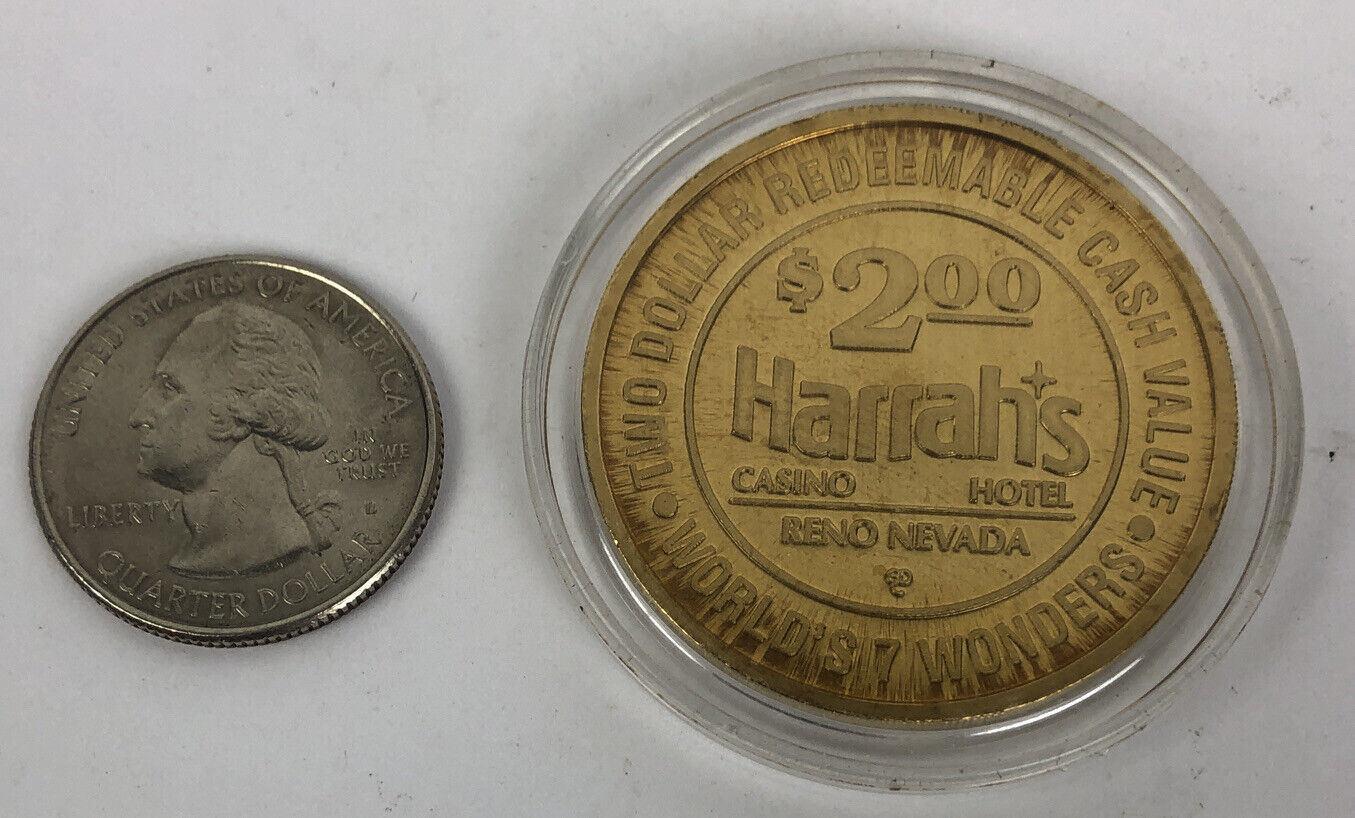 UNITED STATES OF AMERICA
IN
GOD WE
TRUST
LIBERTY
QUARTER DOLLAR
TWO DOLLAR REDEEMABLE CASH VALUE
$2.00
Harrah's
CASINO HOTEL
RENO NEVADA
• WORLD'S 7 WONDERS •